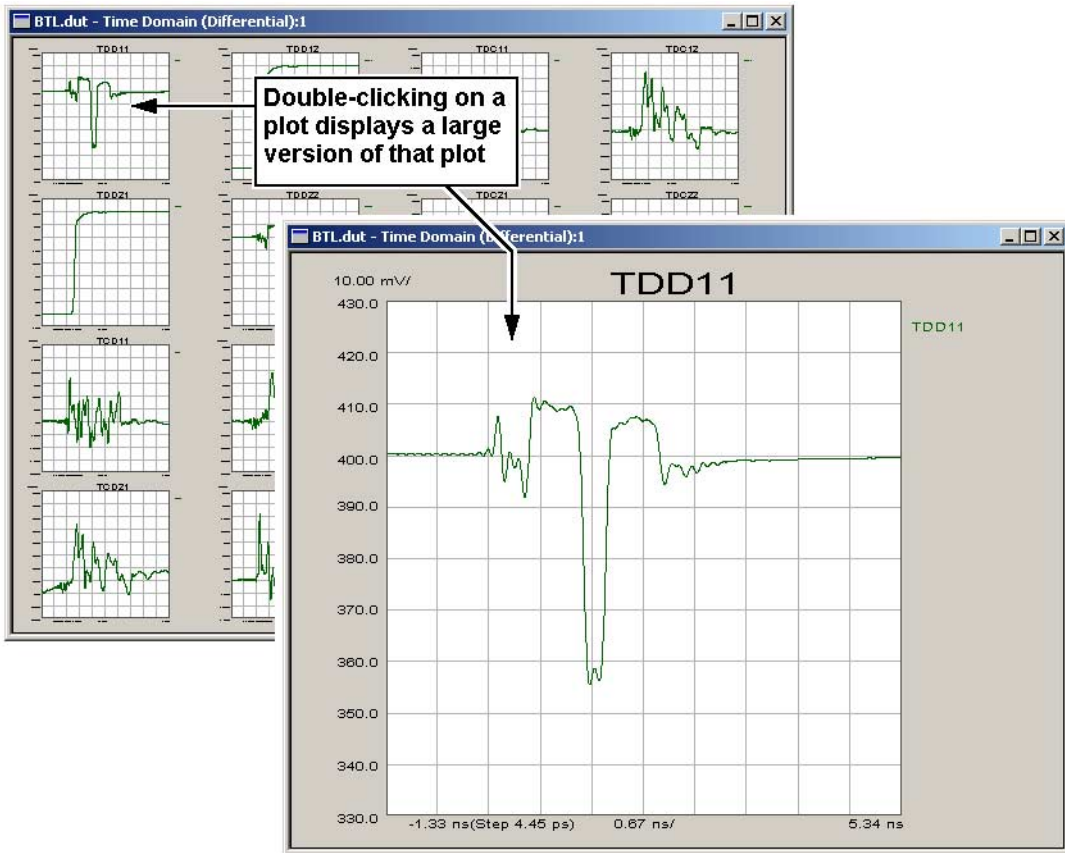 BTL.dut - Time Domain (Differential):1
TDD11
TDD12
TDC11
TDC12
Double-clicking on a
plot displays a large
version of that plot
TDD21
TDD22
TDC21
TDC22
TCD11
TCD21
BTL.dut - Time Domain (Differential):1
10.00 mV/
TDD11
TDD11
430.0
420.0
410.0
400.0
390.0
380.0
370.0
360.0
350.0
340.0
330.0
-1.33 ns(Step 4.45 ps)
0.67 ns/
5.34 ns